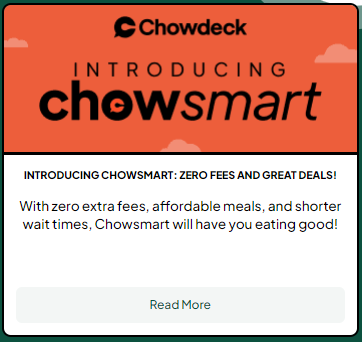 Chowdeck
INTRODUCING
chowsmart
INTRODUCING CHOWSMART: ZERO FEES AND GREAT DEALS!
With zero extra fees, affordable meals, and shorter
wait times, Chowsmart will have you eating good!
Read More